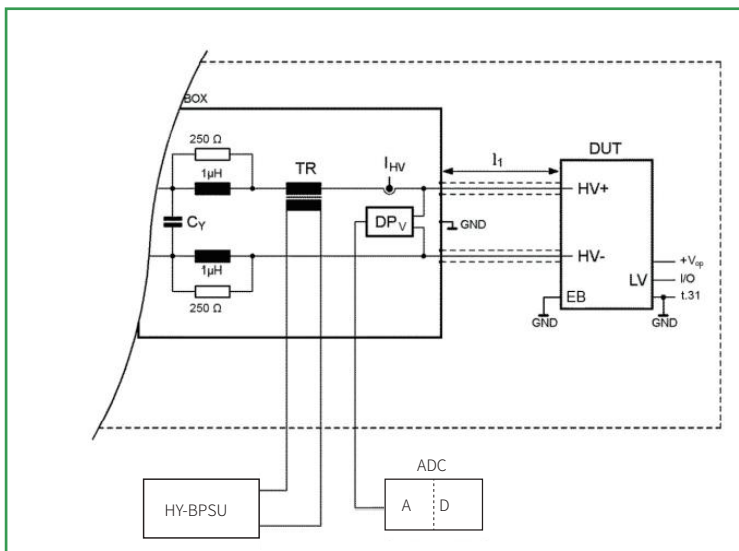 BOX
250 Ω
1µH
TR
I_HV
l₁
DUT
HV+
C_Y
DP_V
GND
HV-
1µH
+V_op
LV
I/O
250 Ω
EB
t.31
GND
GND
ADC
HY-BPSU
A
D